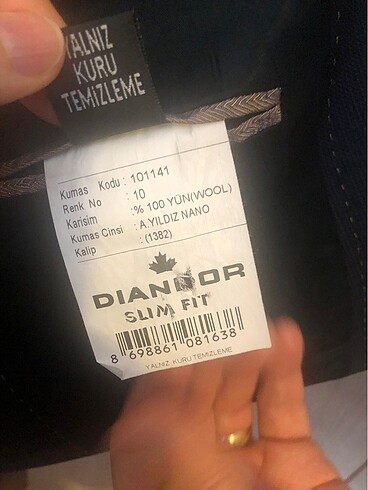 YALNIZ
KURU
TEMİZLEME
Kumas Kodu : 101141
Renk No : 10
Karisim : % 100 YÜN(WOOL)
Kumas Cinsi : A.YILDIZ NANO
Kalip : (1382)
SLIM FIT
8 698861 081638
YALNIZ KURU TEMİZLEME